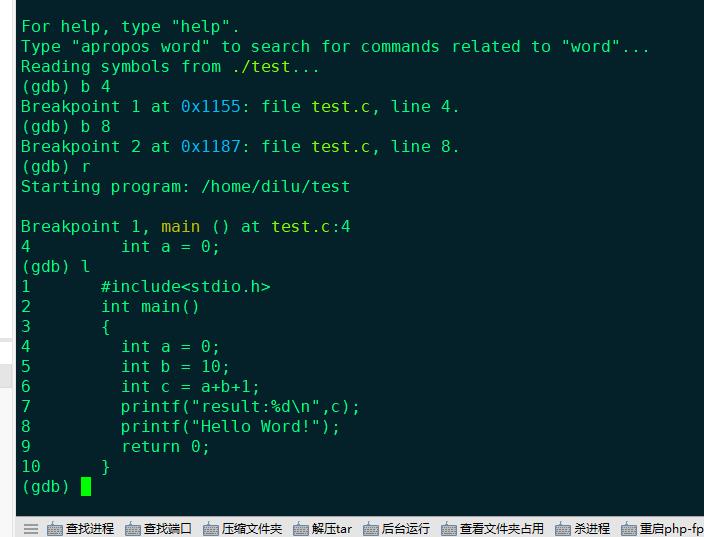 For help, type "help".
Type "apropos word" to search for commands related to "word"...
Reading symbols from ./test...
(gdb) b 4
Breakpoint 1 at 0x1155: file test.c, line 4.
(gdb) b 8
Breakpoint 2 at 0x1187: file test.c, line 8.
(gdb) r
Starting program: /home/dilu/test
Breakpoint 1, main () at test.c:4
4         int a = 0;
(gdb) l
1       #include<stdio.h>
2       int main()
3       {
4         int a = 0;
5         int b = 10;
6         int c = a+b+1;
7         printf("result:%d\n",c);
8         printf("Hello Word!");
9         return 0;
10      }
(gdb)
查找进程 查找端口 压缩文件夹 解压tar 后台运行 查看文件夹占用 杀进程 重启php-fp